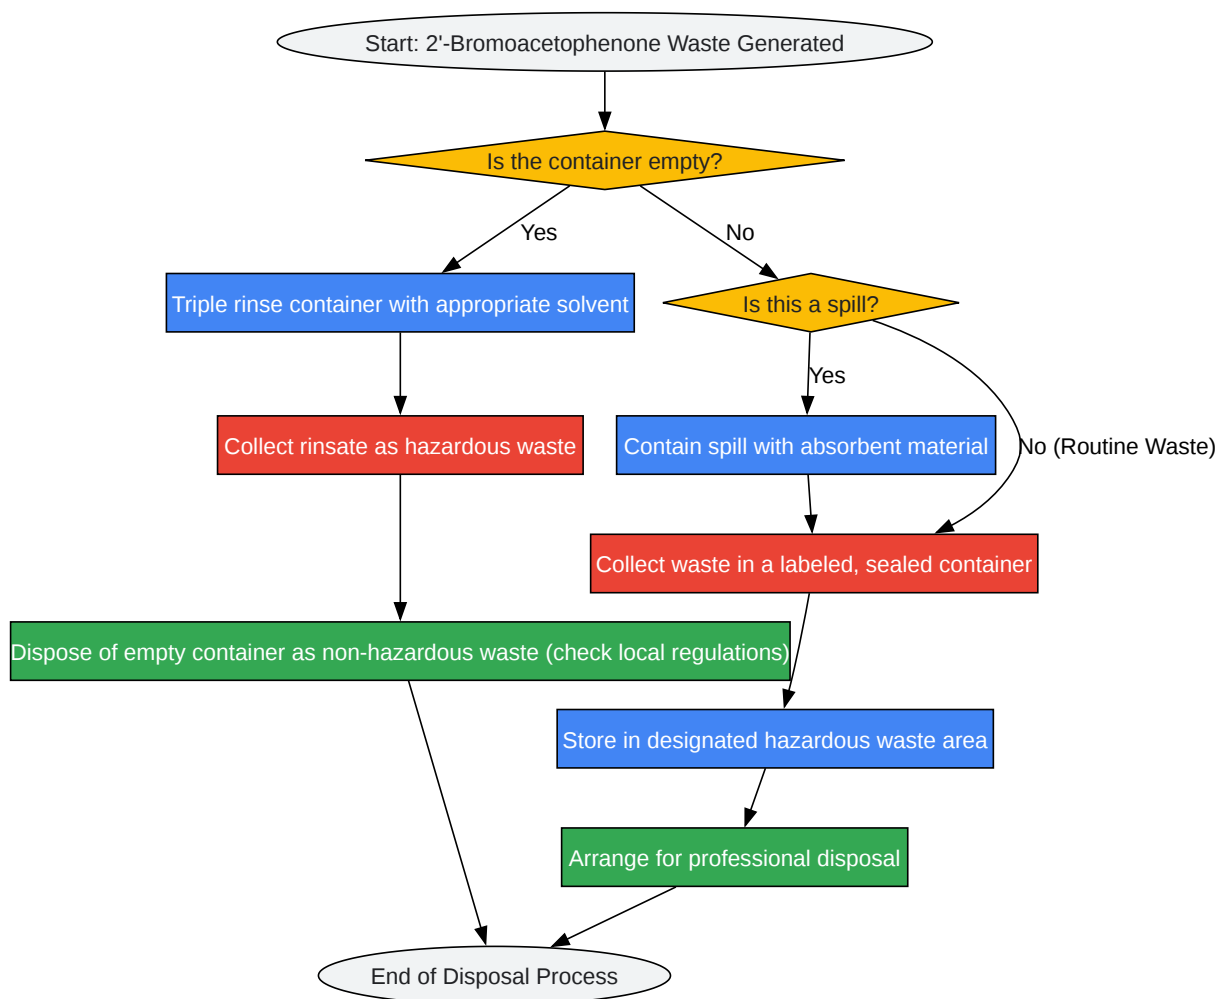 Start: 2'-Bromoacetophenone Waste Generated
Is the container empty?
Yes
No
Triple rinse container with appropriate solvent
Is this a spill?
Yes
Collect rinsate as hazardous waste
Contain spill with absorbent material
No (Routine Waste)
Collect waste in a labeled, sealed container
Dispose of empty container as non-hazardous waste (check local regulations)
Store in designated hazardous waste area
Arrange for professional disposal
End of Disposal Process